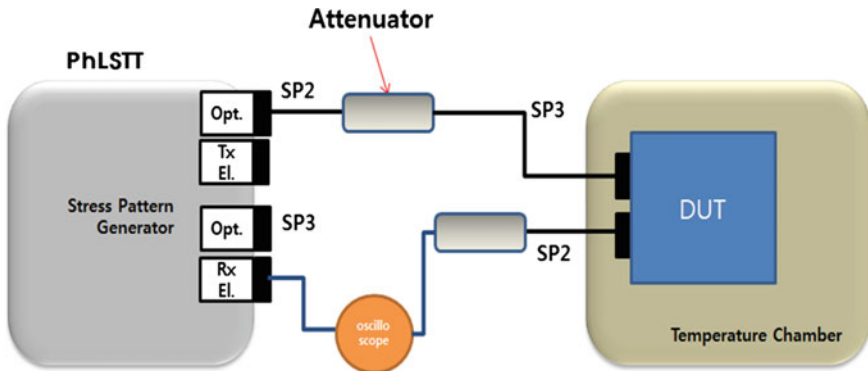 Attenuator
PhLSTT
SP2
Opt.
SP3
Tx
El.
Stress Pattern
Generator
Opt.
SP3
DUT
SP2
Rx
El.
oscillo
scope
Temperature Chamber